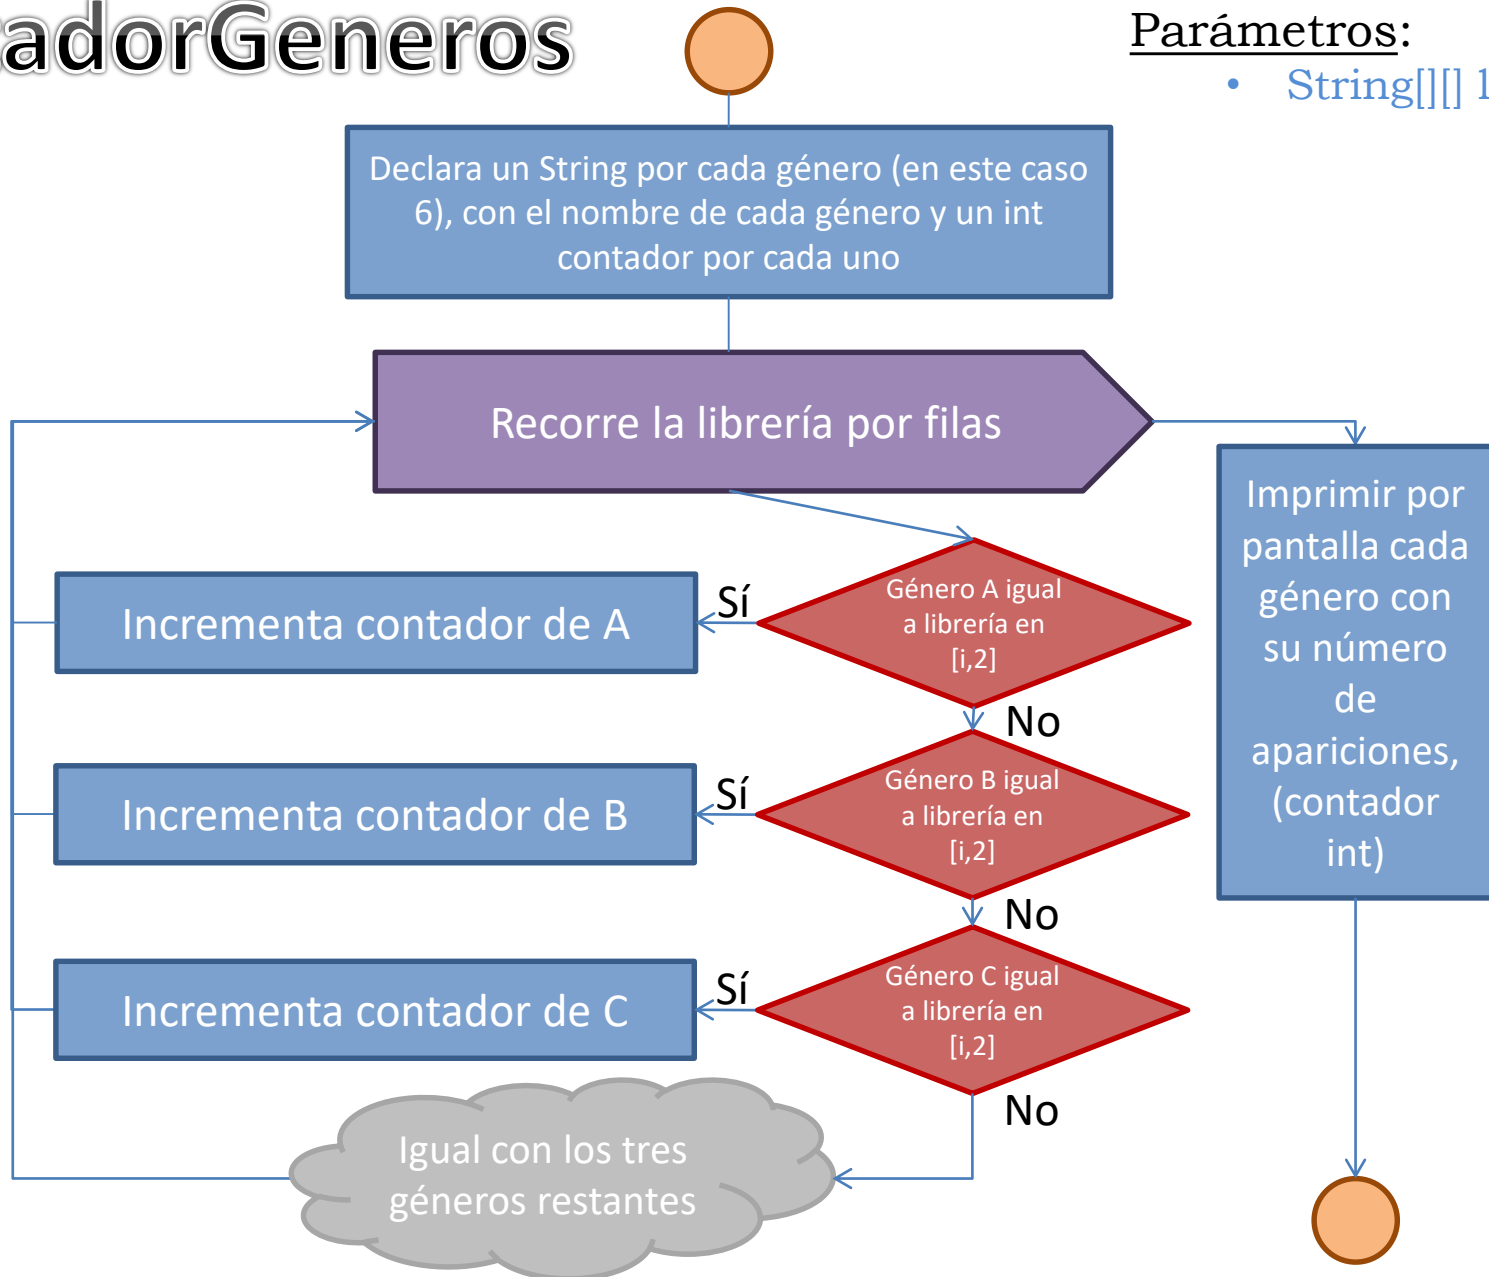 adorGeneros
Parámetros:
• String[][] l
Declara un String por cada género (en este caso
6), con el nombre de cada género y un int
contador por cada uno
Recorre la librería por filas
Imprimir por
pantalla cada
género con
su número
de
apariciones,
(contador
int)
Género A igual
a librería en
[i,2]
Sí
Incrementa contador de A
No
Género B igual
a librería en
[i,2]
Sí
Incrementa contador de B
No
Género C igual
a librería en
[i,2]
Sí
Incrementa contador de C
No
Igual con los tres
géneros restantes